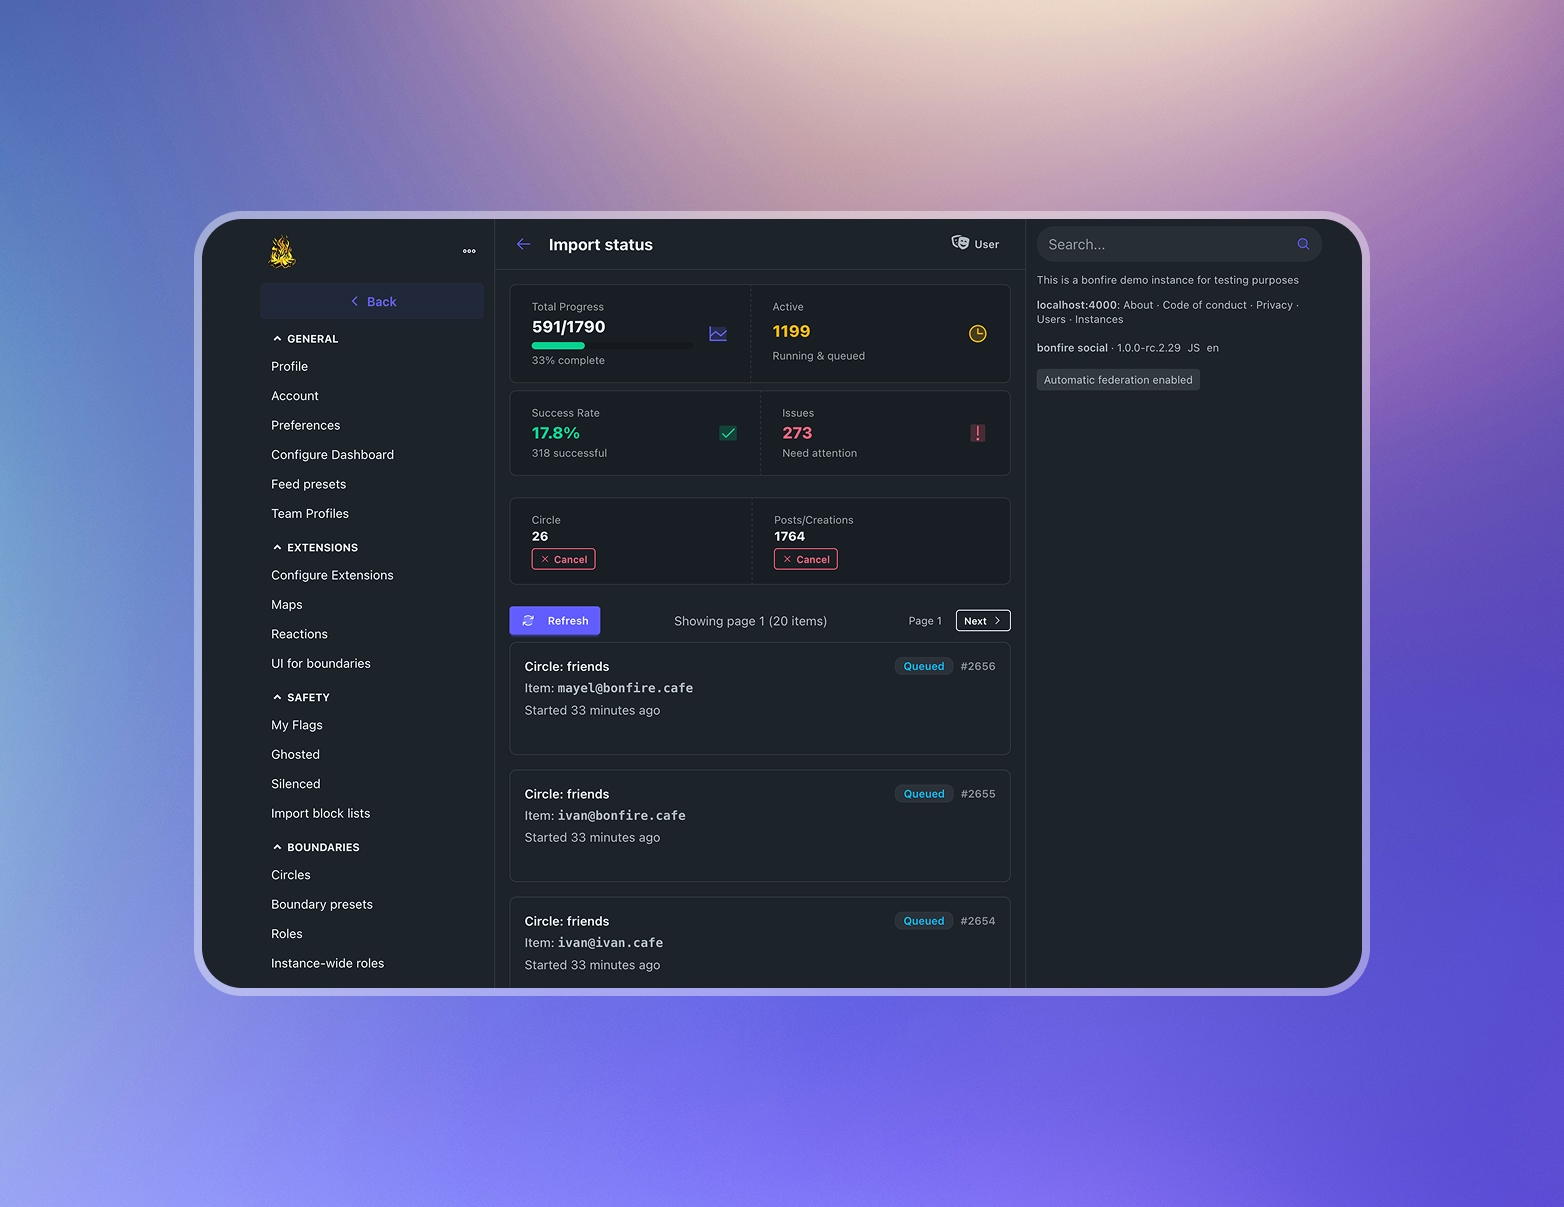 Back
GENERAL
Profile
Account
Preferences
Configure Dashboard
Feed presets
Team Profiles
EXTENSIONS
Configure Extensions
Maps
Reactions
UI for boundaries
SAFETY
My Flags
Ghosted
Silenced
Import block lists
BOUNDARIES
Circles
Boundary presets
Roles
Instance-wide roles
Import status
User
Total Progress
591/1790
33% complete
Active
1199
Running & queued
Success Rate
17.8%
318 successful
Issues
273
Need attention
Circle
26
Cancel
Posts/Creations
1764
Cancel
Refresh
Showing page 1 (20 items)
Page 1
Next
Circle: friends
Queued #2656
Item: mayel@bonfire.cafe
Started 33 minutes ago
Circle: friends
Queued #2655
Item: ivan@bonfire.cafe
Started 33 minutes ago
Circle: friends
Queued #2654
Item: ivan@ivan.cafe
Started 33 minutes ago
Search...
This is a bonfire demo instance for testing purposes
localhost:4000: About · Code of conduct · Privacy ·
Users · Instances
bonfire social · 1.0.0-rc.2.29 JS en
Automatic federation enabled